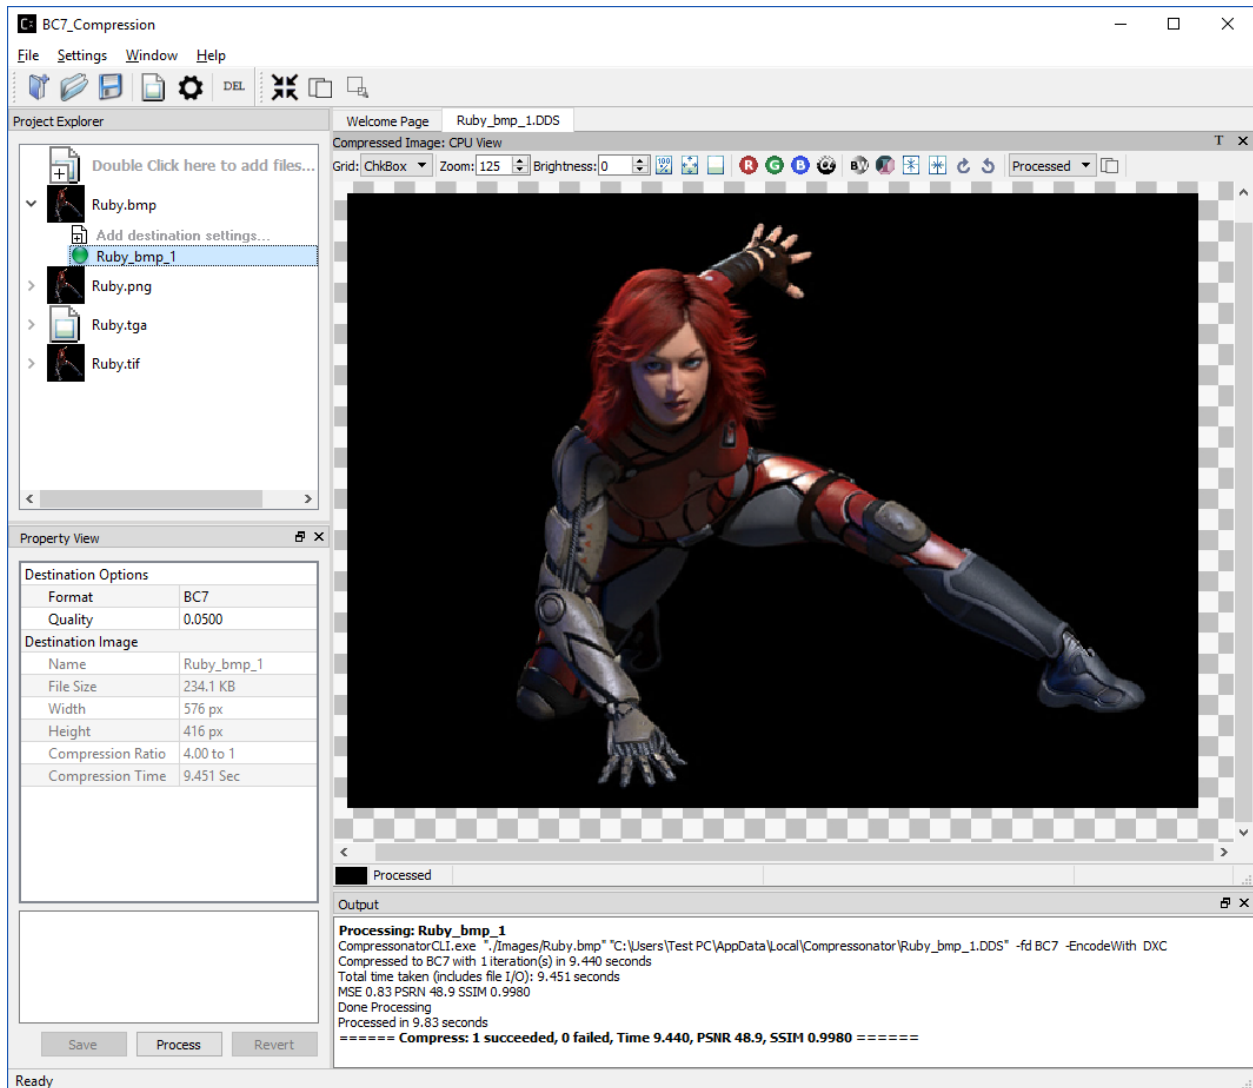 BC7_Compression
File Settings Window Help
DEL
Project Explorer
Double Click here to add files...
Ruby.bmp
Add destination settings...
Ruby_bmp_1
Ruby.png
Ruby.tga
Ruby.tif
Property View
Destination Options
Format BC7
Quality 0.0500
Destination Image
Name Ruby_bmp_1
File Size 234.1 KB
Width 576 px
Height 416 px
Compression Ratio 4.00 to 1
Compression Time 9.451 Sec
Save Process Revert
Welcome Page Ruby_bmp_1.DDS
Compressed Image: CPU View T
Grid: ChkBox Zoom: 125 Brightness: 0 100% R G B Processed
Processed
Output
Processing: Ruby_bmp_1
CompressonatorCLI.exe "./Images/Ruby.bmp" "C:\Users\Test PC\AppData\Local\Compressonator\Ruby_bmp_1.DDS" -fd BC7 -EncodeWith DXC
Compressed to BC7 with 1 iteration(s) in 9.440 seconds
Total time taken (includes file I/O): 9.451 seconds
MSE 0.83 PSRN 48.9 SSIM 0.9980
Done Processing
Processed in 9.83 seconds
====== Compress: 1 succeeded, 0 failed, Time 9.440, PSNR 48.9, SSIM 0.9980 ======
Ready